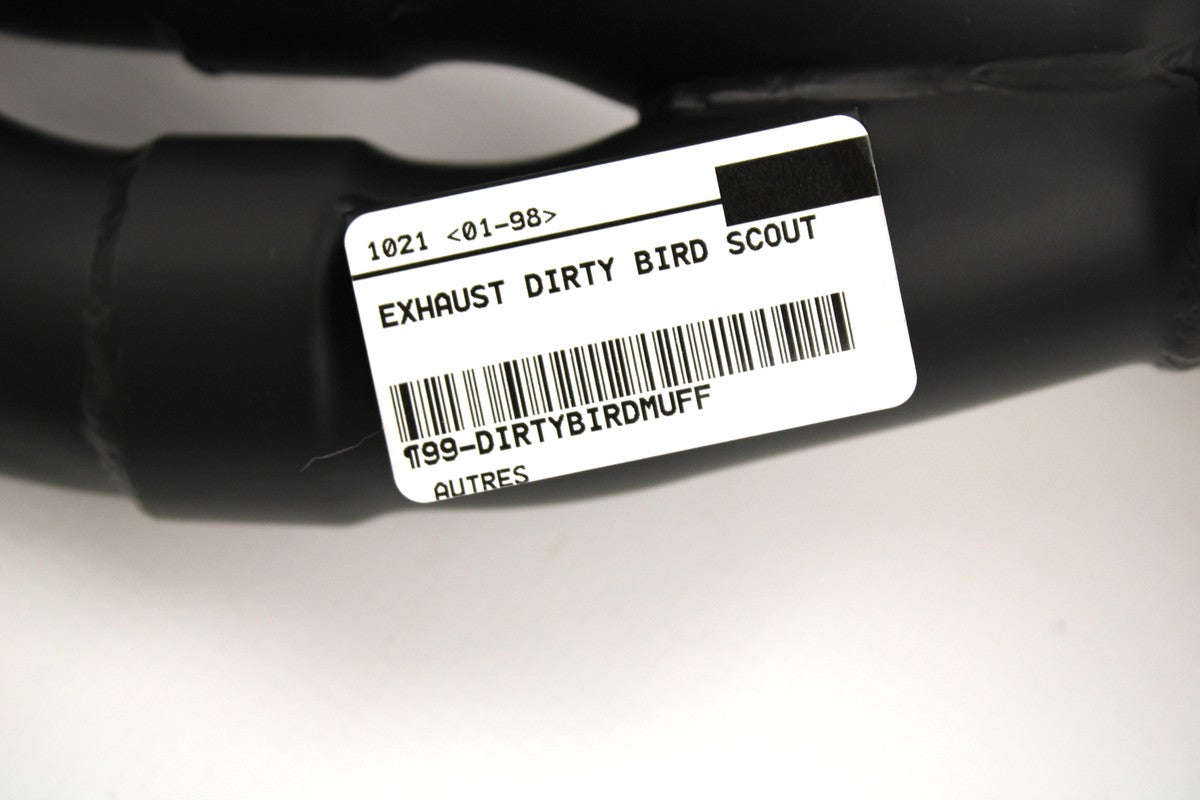 1021 <01-98>
EXHAUST DIRTY BIRD SCOUT
¶99-DIRTYBIRDMUFF
AUTRES